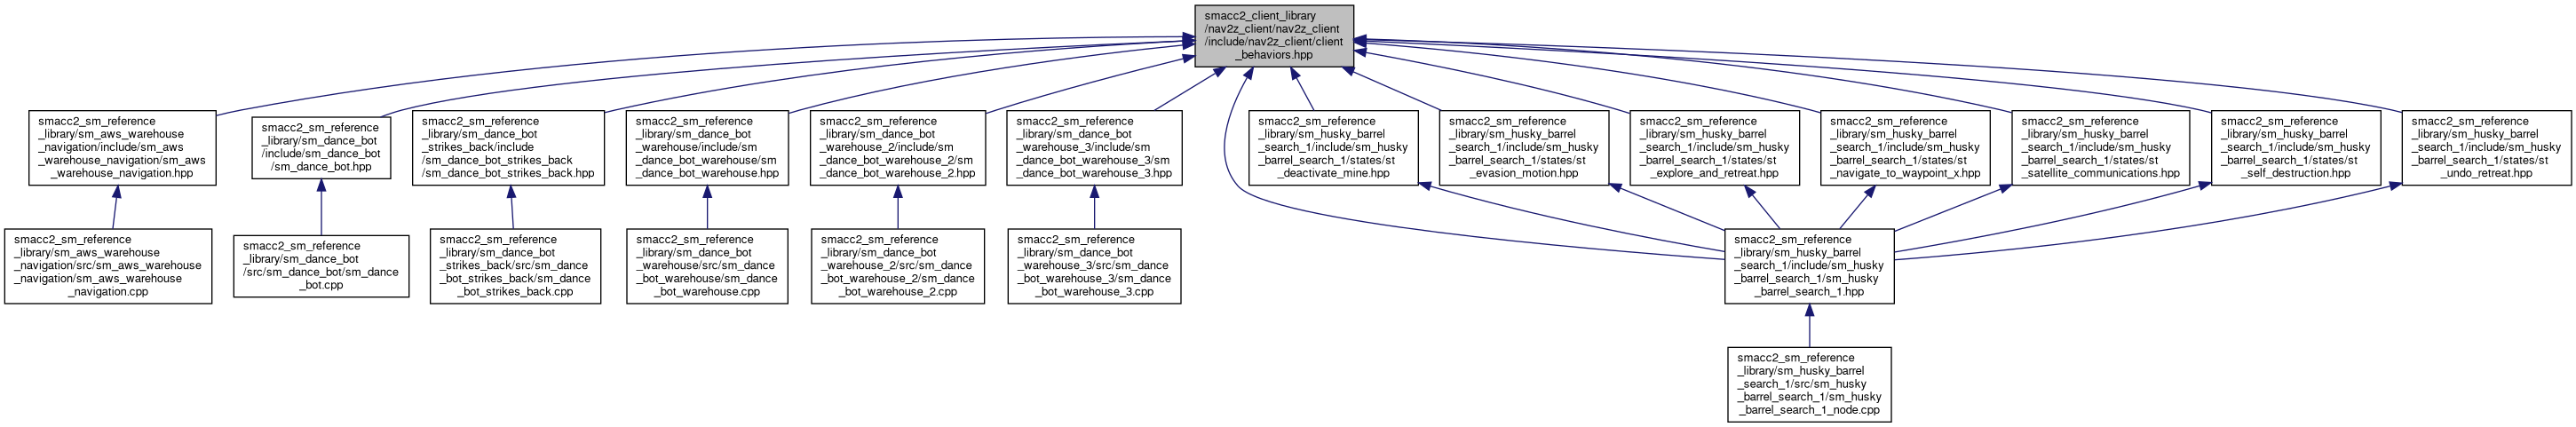 smacc2_client_library
/nav2z_client/nav2z_client
/include/nav2z_client/client
_behaviors.hpp
smacc2_sm_reference
_library/sm_aws_warehouse
_navigation/include/sm_aws
_warehouse_navigation/sm_aws
_warehouse_navigation.hpp
smacc2_sm_reference
_library/sm_dance_bot
/include/sm_dance_bot
/sm_dance_bot.hpp
smacc2_sm_reference
_library/sm_dance_bot
_strikes_back/include
/sm_dance_bot_strikes_back
/sm_dance_bot_strikes_back.hpp
smacc2_sm_reference
_library/sm_dance_bot
_warehouse/include/sm
_dance_bot_warehouse/sm
_dance_bot_warehouse.hpp
smacc2_sm_reference
_library/sm_dance_bot
_warehouse_2/include/sm
_dance_bot_warehouse_2/sm
_dance_bot_warehouse_2.hpp
smacc2_sm_reference
_library/sm_dance_bot
_warehouse_3/include/sm
_dance_bot_warehouse_3/sm
_dance_bot_warehouse_3.hpp
smacc2_sm_reference
_library/sm_husky_barrel
_search_1/include/sm_husky
_barrel_search_1/states/st
_deactivate_mine.hpp
smacc2_sm_reference
_library/sm_husky_barrel
_search_1/include/sm_husky
_barrel_search_1/states/st
_evasion_motion.hpp
smacc2_sm_reference
_library/sm_husky_barrel
_search_1/include/sm_husky
_barrel_search_1/states/st
_explore_and_retreat.hpp
smacc2_sm_reference
_library/sm_husky_barrel
_search_1/include/sm_husky
_barrel_search_1/states/st
_navigate_to_waypoint_x.hpp
smacc2_sm_reference
_library/sm_husky_barrel
_search_1/include/sm_husky
_barrel_search_1/states/st
_satellite_communications.hpp
smacc2_sm_reference
_library/sm_husky_barrel
_search_1/include/sm_husky
_barrel_search_1/states/st
_self_destruction.hpp
smacc2_sm_reference
_library/sm_husky_barrel
_search_1/include/sm_husky
_barrel_search_1/states/st
_undo_retreat.hpp
smacc2_sm_reference
_library/sm_aws_warehouse
_navigation/src/sm_aws_warehouse
_navigation/sm_aws_warehouse
_navigation.cpp
smacc2_sm_reference
_library/sm_dance_bot
/src/sm_dance_bot/sm_dance
_bot.cpp
smacc2_sm_reference
_library/sm_dance_bot
_strikes_back/src/sm_dance
_bot_strikes_back/sm_dance
_bot_strikes_back.cpp
smacc2_sm_reference
_library/sm_dance_bot
_warehouse/src/sm_dance
_bot_warehouse/sm_dance
_bot_warehouse.cpp
smacc2_sm_reference
_library/sm_dance_bot
_warehouse_2/src/sm_dance
_bot_warehouse_2/sm_dance
_bot_warehouse_2.cpp
smacc2_sm_reference
_library/sm_dance_bot
_warehouse_3/src/sm_dance
_bot_warehouse_3/sm_dance
_bot_warehouse_3.cpp
smacc2_sm_reference
_library/sm_husky_barrel
_search_1/include/sm_husky
_barrel_search_1/sm_husky
_barrel_search_1.hpp
smacc2_sm_reference
_library/sm_husky_barrel
_search_1/src/sm_husky
_barrel_search_1/sm_husky
_barrel_search_1_node.cpp